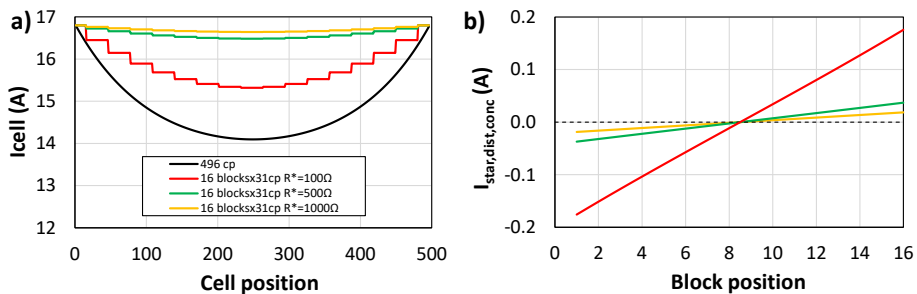 a)
Icell (A)
17
16
15
14
13
12
496 cp
16 blocksx31cp R*=100Ω
16 blocksx31cp R*=500Ω
16 blocksx31cp R*=1000Ω
0 100 200 300 400 500
Cell position
b)
Istar,dist,conc (A)
0.2
0.1
0.0
-0.1
-0.2
0 2 4 6 8 10 12 14 16
Block position